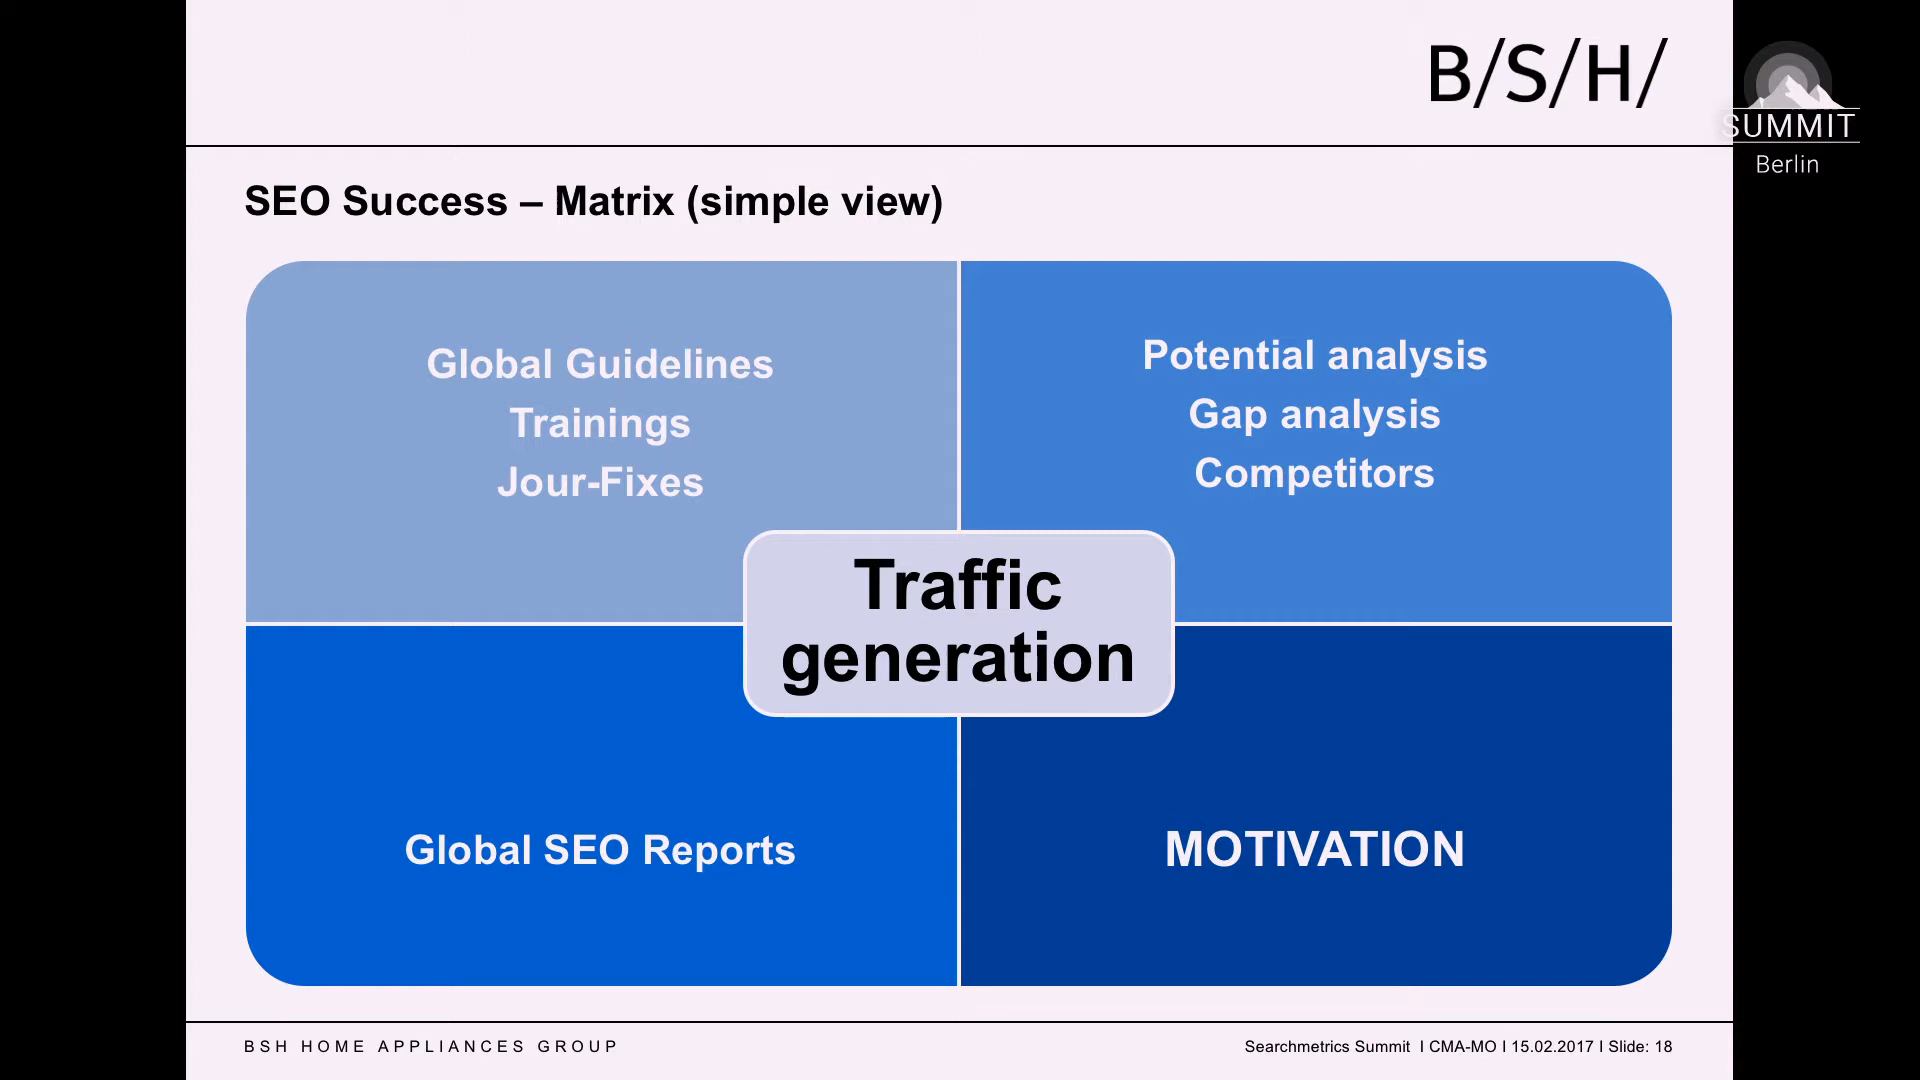 B/S/H/
SUMMIT
Berlin
SEO Success – Matrix (simple view)
Global Guidelines
Trainings
Jour-Fixes
Potential analysis
Gap analysis
Competitors
Traffic
generation
Global SEO Reports
MOTIVATION
BSH HOME APPLIANCES GROUP
Searchmetrics Summit I CMA-MO I 15.02.2017 I Slide: 18